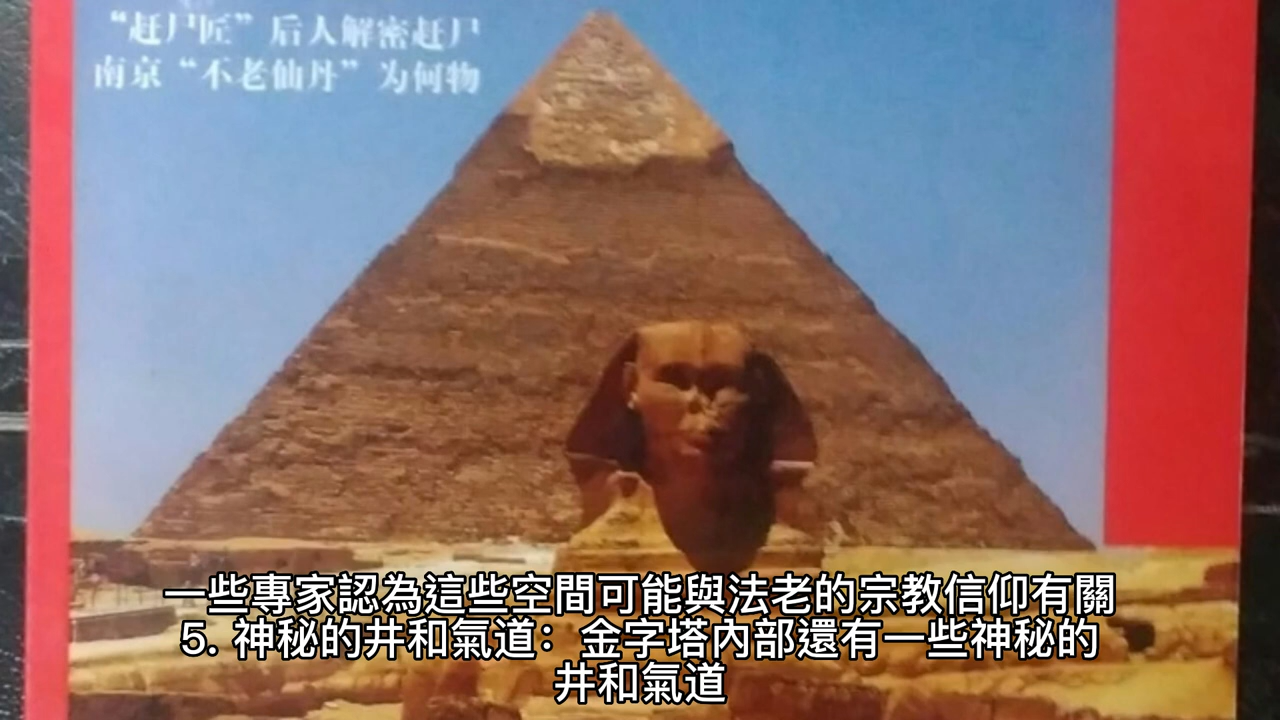 “赶尸匠”后人解密赶尸
南京“不老仙丹”为何物
一些專家認為這些空間可能與法老的宗教信仰有關
5. 神秘的井和氣道：金字塔內部還有一些神秘的
井和氣道